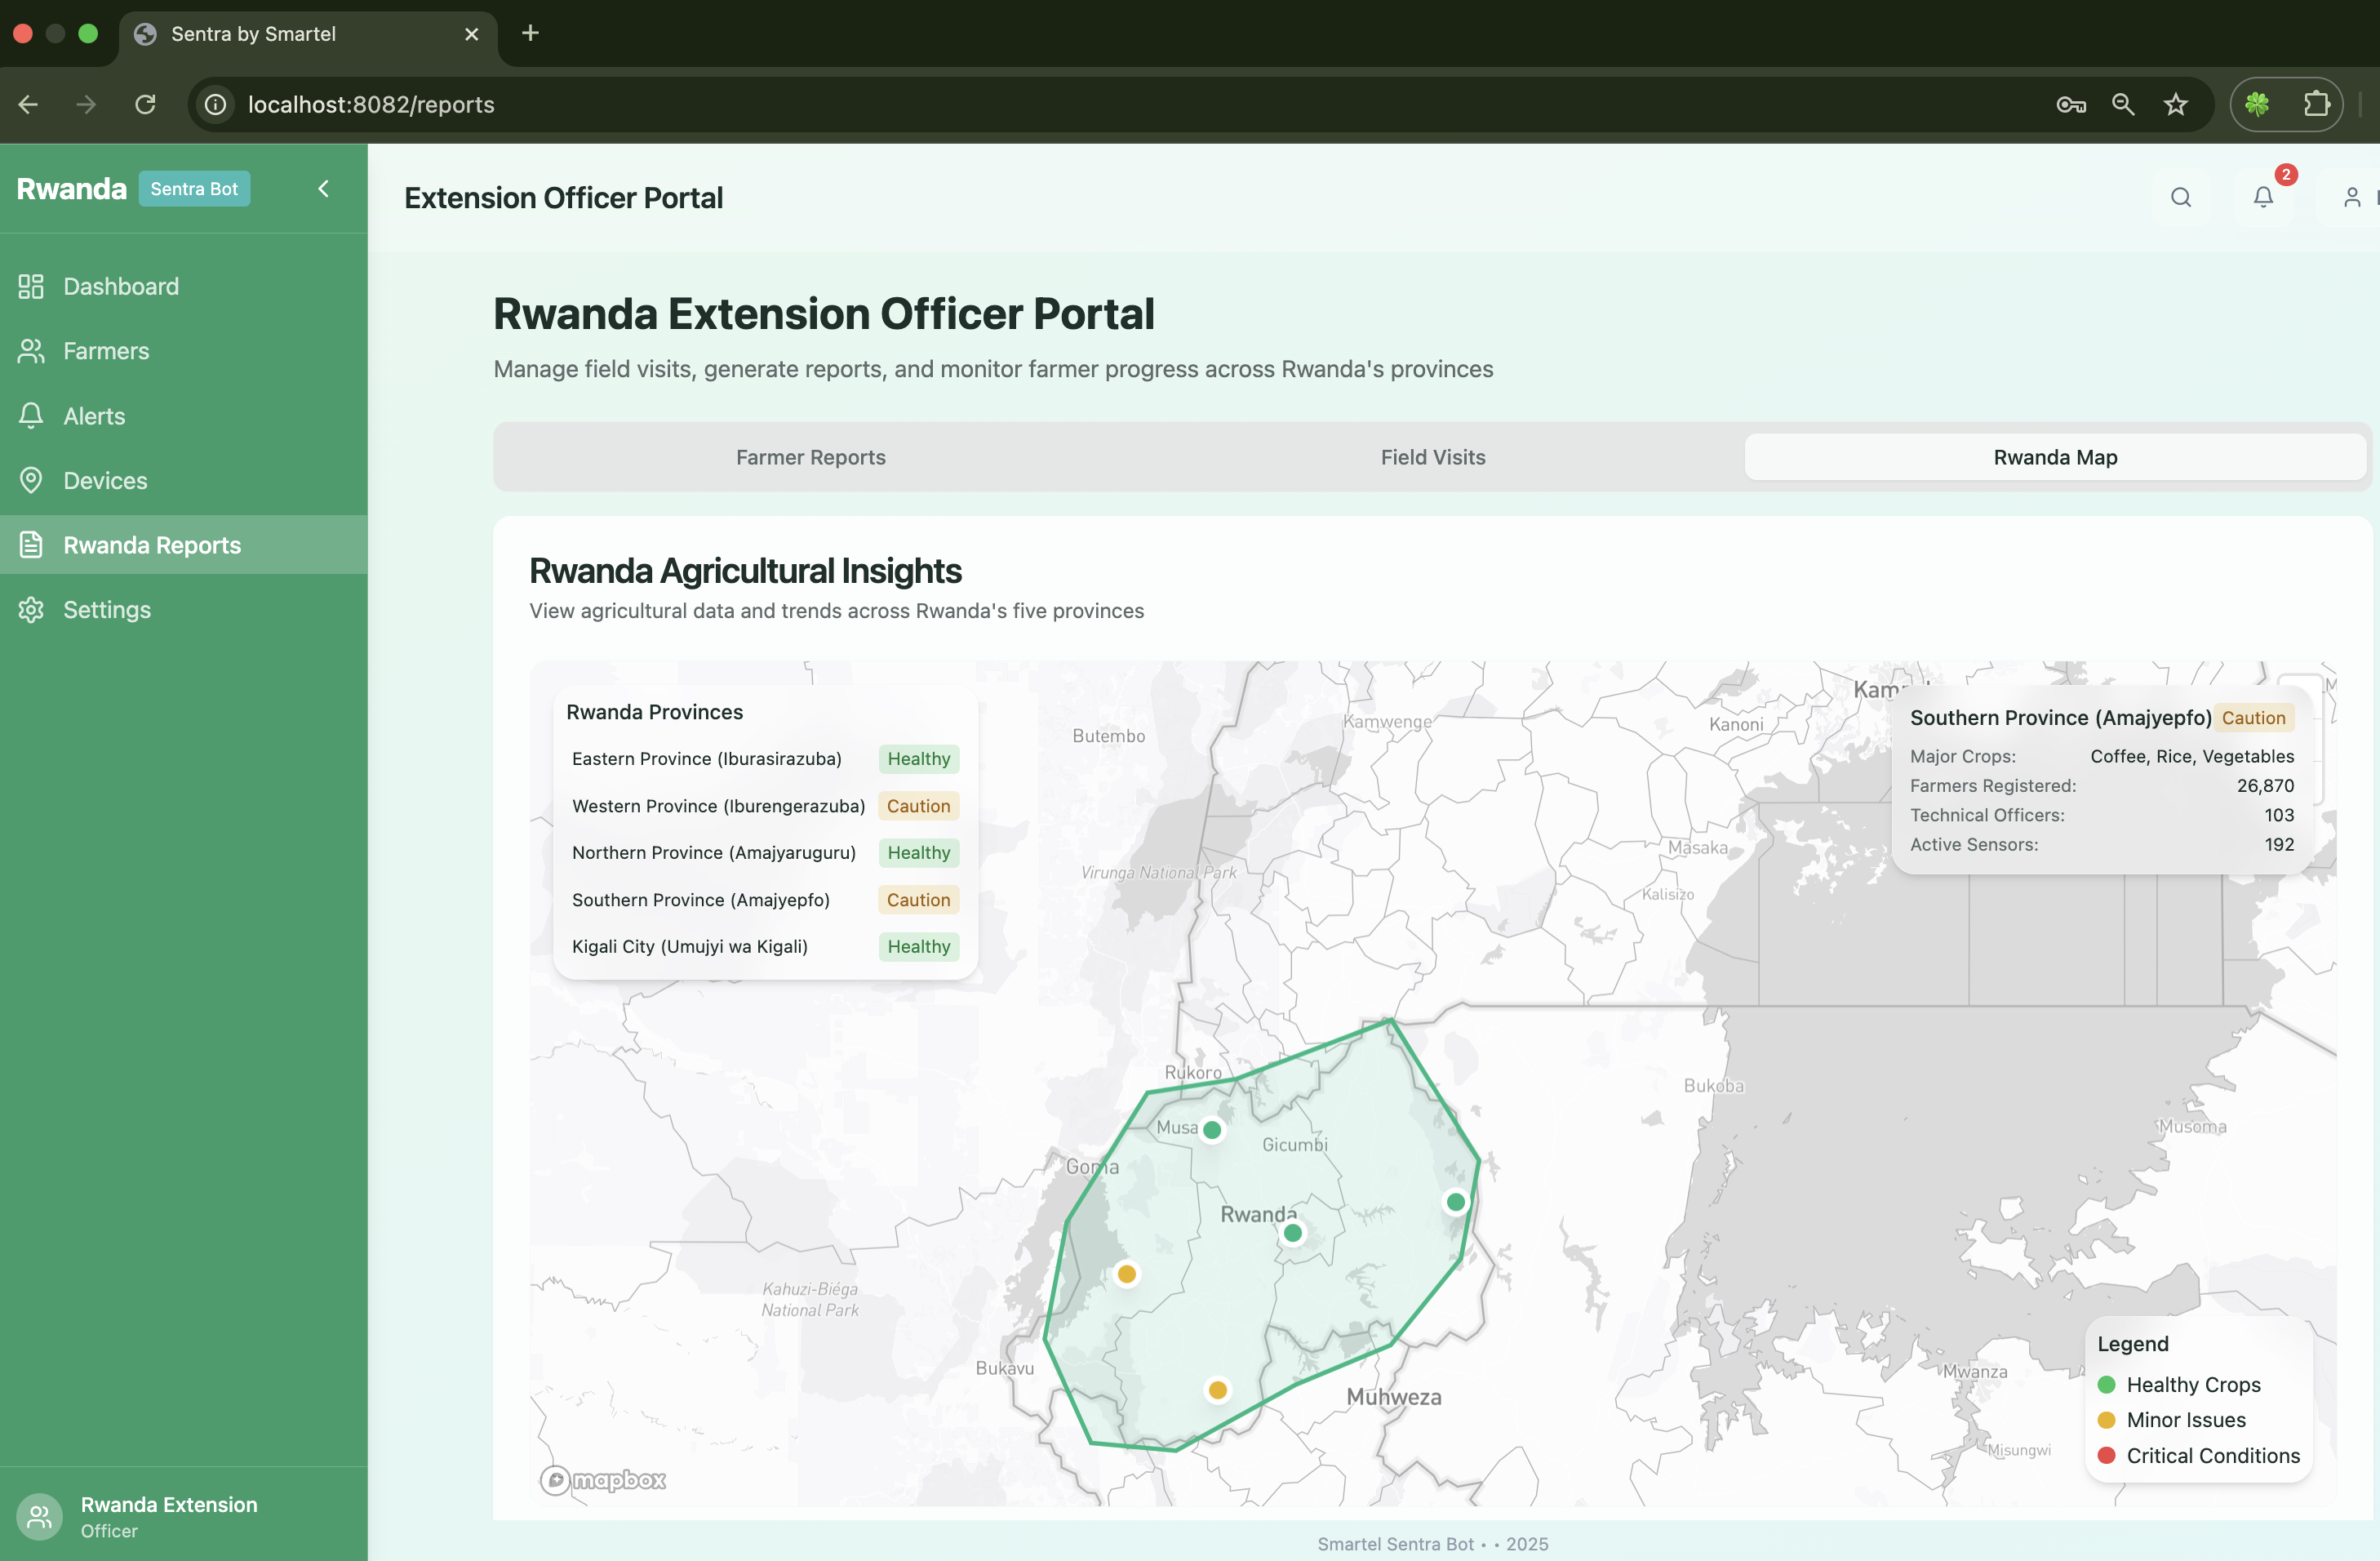 Sentra by Smartel
localhost:8082/reports
Rwanda
Sentra Bot
Dashboard
Farmers
Alerts
Devices
Rwanda Reports
Settings
Rwanda Extension
Officer
Extension Officer Portal
2
Rwanda Extension Officer Portal
Manage field visits, generate reports, and monitor farmer progress across Rwanda's provinces
Farmer Reports
Field Visits
Rwanda Map
Rwanda Agricultural Insights
View agricultural data and trends across Rwanda's five provinces
Rwanda Provinces
Eastern Province (Iburasirazuba) Healthy
Western Province (Iburengerazuba) Caution
Northern Province (Amajyaruguru) Healthy
Southern Province (Amajyepfo) Caution
Kigali City (Umujyi wa Kigali) Healthy
Southern Province (Amajyepfo) Caution
Major Crops: Coffee, Rice, Vegetables
Farmers Registered: 26,870
Technical Officers: 103
Active Sensors: 192
Butembo
Kamwenge
Kanoni
Virunga National Park
Masaka
Kalisizo
Rukoro
Bukoba
Musa
Gicumbi
Musoma
Goma
Rwanda
Kahuzi-Biéga
National Park
Bukavu
Muhweza
Mwanza
Misungwi
Legend
Healthy Crops
Minor Issues
Critical Conditions
mapbox
Smartel Sentra Bot • • 2025